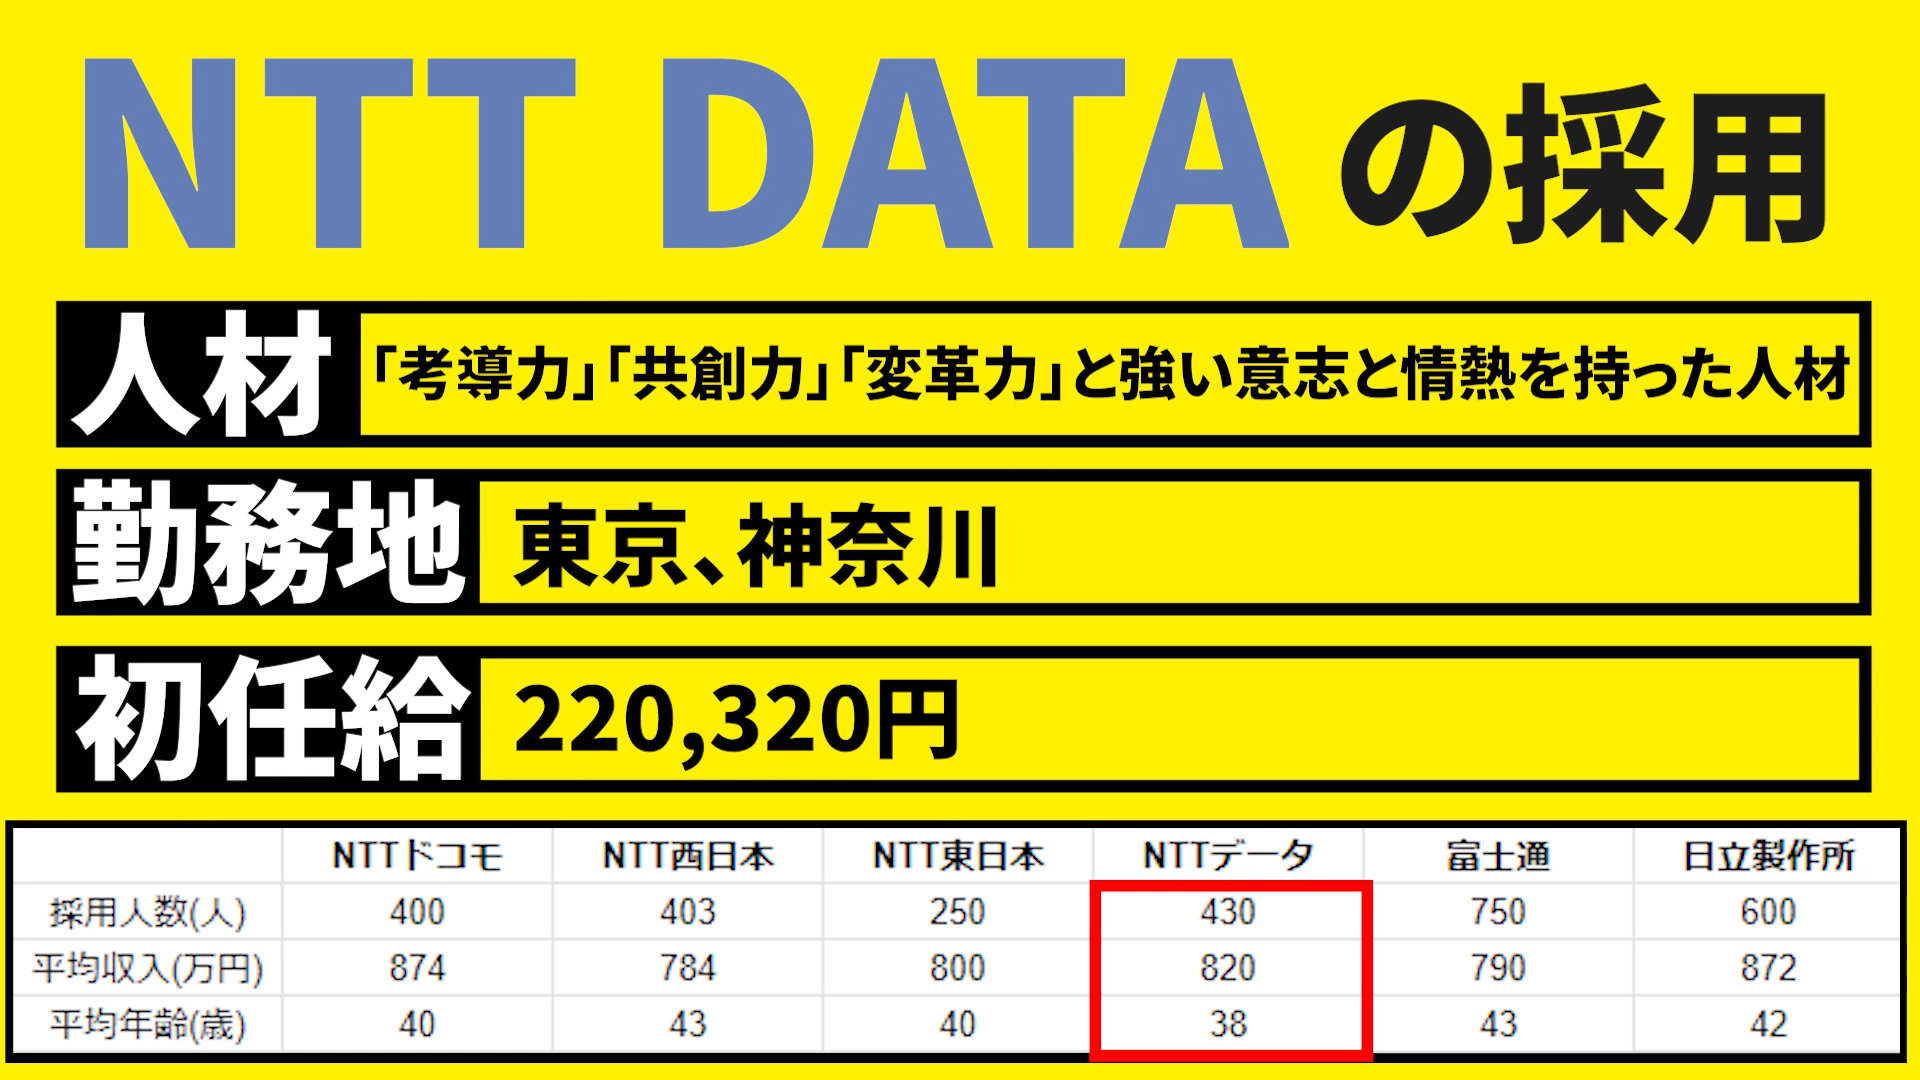 NTT DATAの採用
人材 「考導力」「共創力」「変革力」と強い意志と情熱を持った人材
勤務地 東京、神奈川
初任給 220,320円
NTTドコモ NTT西日本 NTT東日本 NTTデータ 富士通 日立製作所
採用人数(人) 400 403 250 430 750 600
平均収入(万円) 874 784 800 820 790 872
平均年齢(歳) 40 43 40 38 43 42